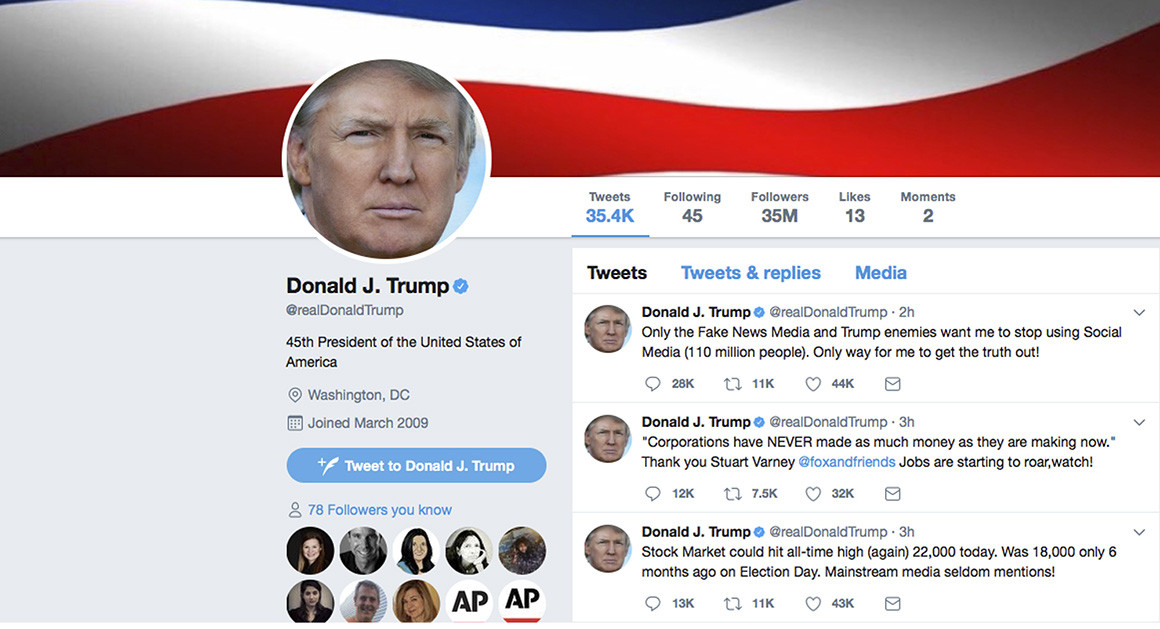 Tweets
35.4K
Following
45
Followers
35M
Likes
13
Moments
2
Donald J. Trump
@realDonaldTrump
45th President of the United States of
America
Washington, DC
Joined March 2009
Tweet to Donald J. Trump
78 Followers you know
AP
AP
Tweets Tweets & replies Media
Donald J. Trump @realDonaldTrump · 2h
Only the Fake News Media and Trump enemies want me to stop using Social
Media (110 million people). Only way for me to get the truth out!
28K 11K 44K
Donald J. Trump @realDonaldTrump · 3h
"Corporations have NEVER made as much money as they are making now."
Thank you Stuart Varney @foxandfriends Jobs are starting to roar,watch!
12K 7.5K 32K
Donald J. Trump @realDonaldTrump · 3h
Stock Market could hit all-time high (again) 22,000 today. Was 18,000 only 6
months ago on Election Day. Mainstream media seldom mentions!
13K 11K 43K